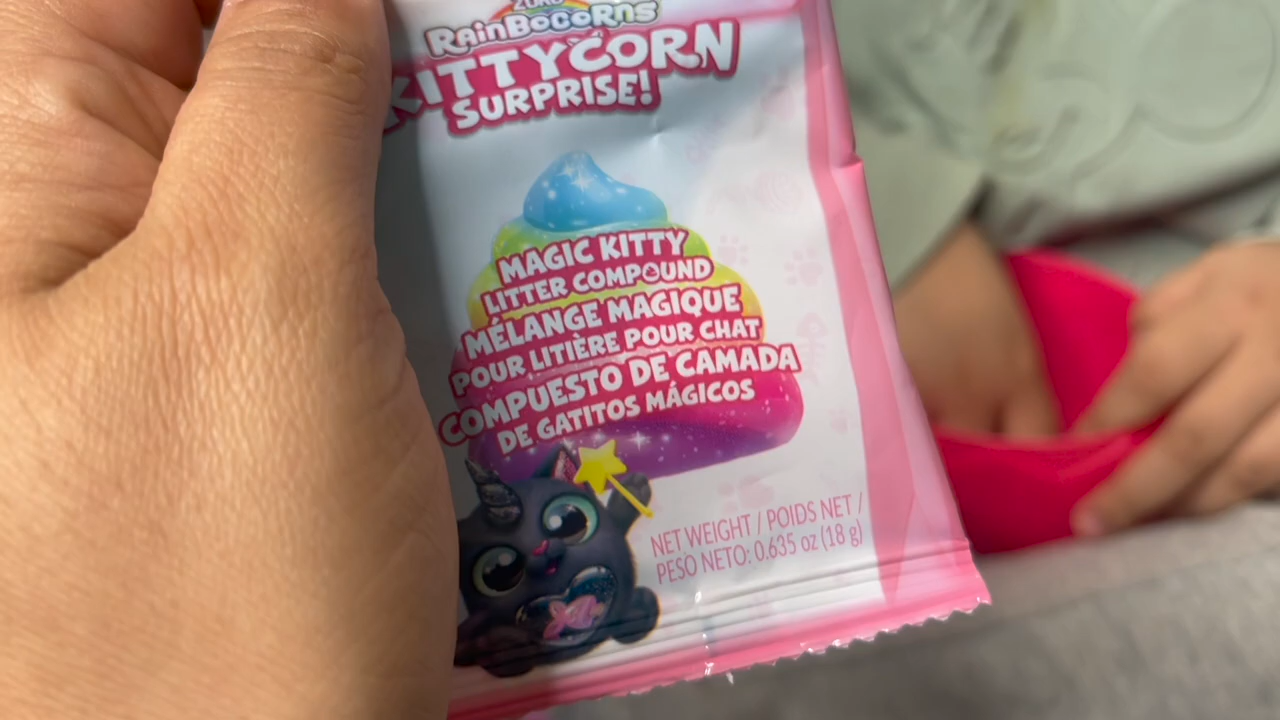 ZURU
RainBocoRns
KITTYCORN
SURPRISE!
MAGIC KITTY
LITTER COMPOUND
MÉLANGE MAGIQUE
POUR LITIÈRE POUR CHAT
COMPUESTO DE CAMADA
DE GATITOS MÁGICOS
NET WEIGHT / POIDS NET /
PESO NETO: 0.635 oz (18 g)